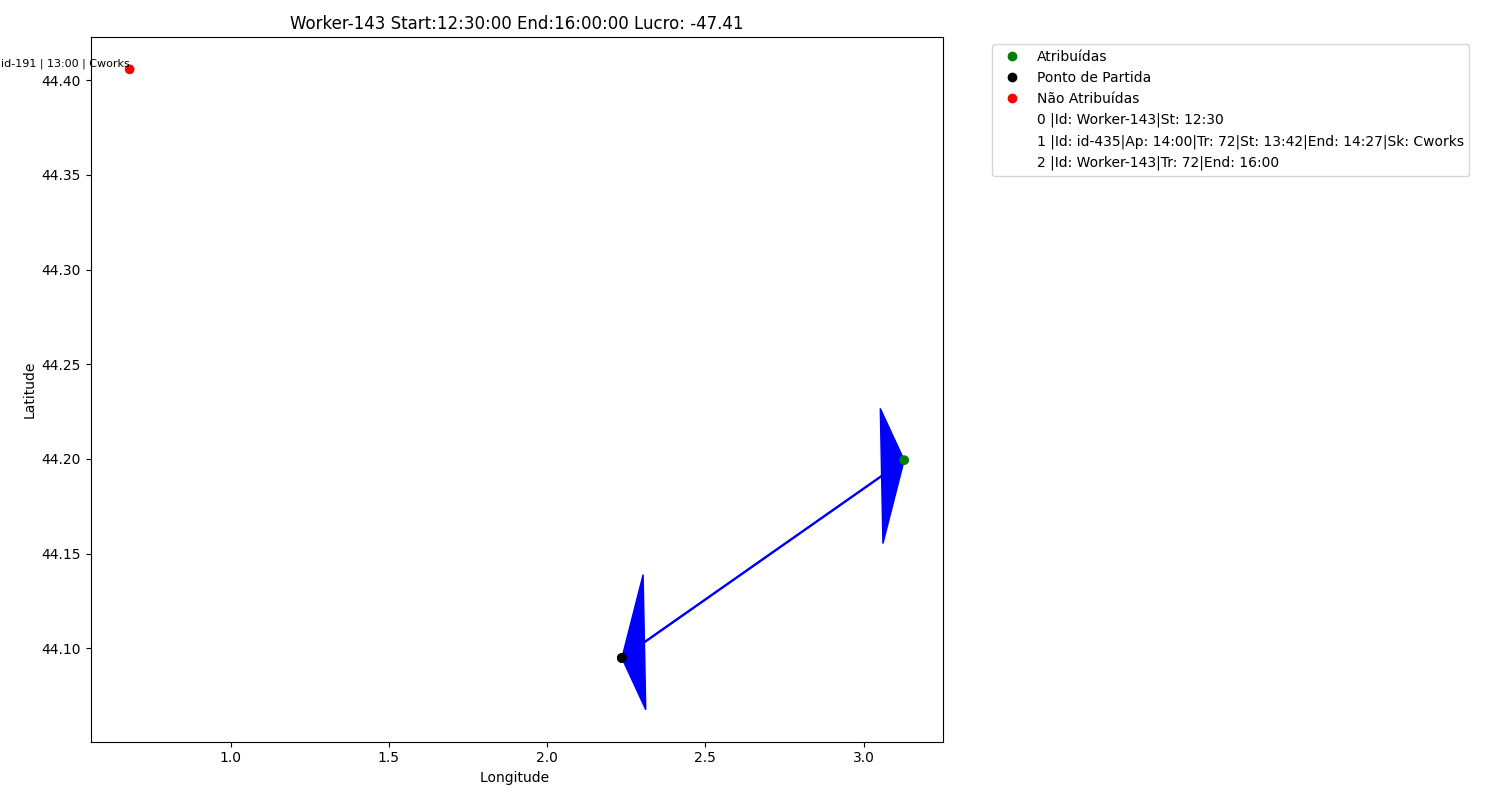 Worker-143 Start:12:30:00 End:16:00:00 Lucro: -47.41
id-191 | 13:00 | Cworks
44.40
44.35
44.30
44.25
44.20
44.15
44.10
Latitude
1.0
1.5
2.0
2.5
3.0
Longitude
Atribuídas
Ponto de Partida
Não Atribuídas
0 |Id: Worker-143|St: 12:30
1 |Id: id-435|Ap: 14:00|Tr: 72|St: 13:42|End: 14:27|Sk: Cworks
2 |Id: Worker-143|Tr: 72|End: 16:00